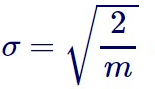 σ = √(2/m)